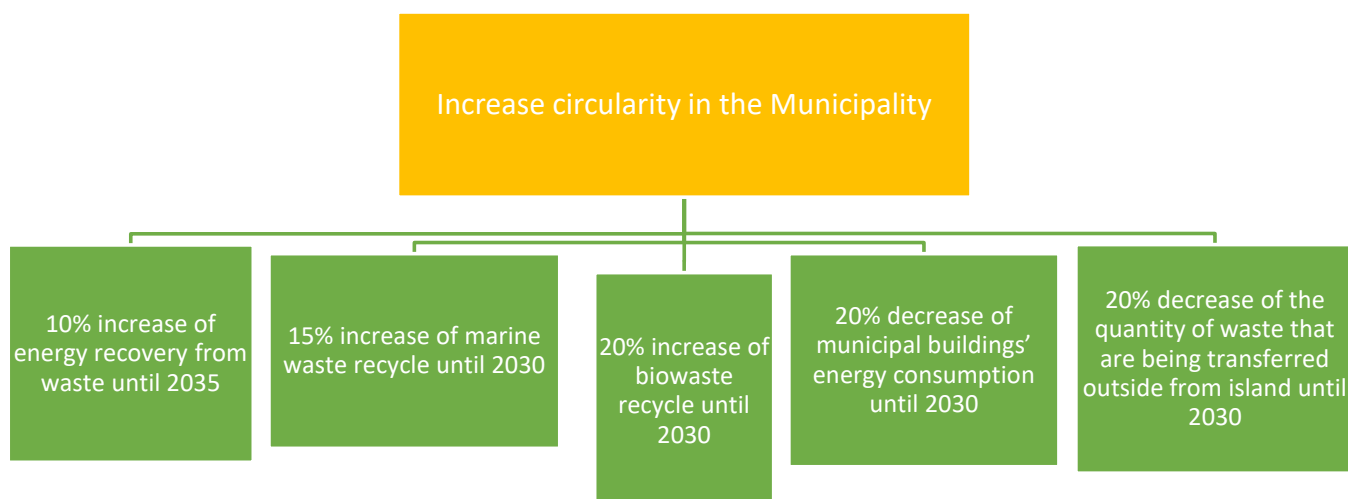 Increase circularity in the Municipality
10% increase of
energy recovery from
waste until 2035
15% increase of marine
waste recycle until 2030
20% increase of
biowaste
recycle until
2030
20% decrease of
municipal buildings’
energy consumption
until 2030
20% decrease of the
quantity of waste that
are being transferred
outside from island until
2030